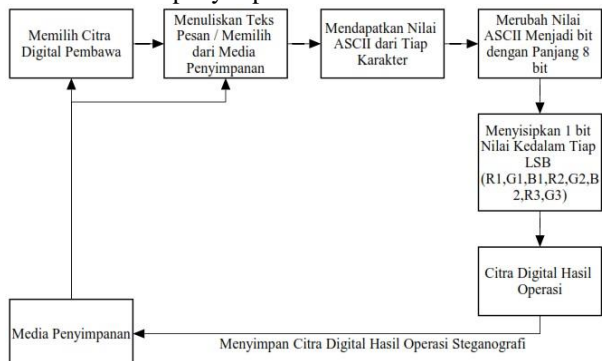 Memilih Citra
Digital Pembawa
Menuliskan Teks
Pesan / Memilih
dari Media
Penyimpanan
Mendapatkan Nilai
ASCII dari Tiap
Karakter
Merubah Nilai
ASCII Menjadi bit
dengan Panjang 8
bit
Menyisipkan 1 bit
Nilai Kedalam Tiap
LSB
(R1,G1,B1,R2,G2,B
2,R3,G3)
Citra Digital Hasil
Operasi
Menyimpan Citra Digital Hasil Operasi Steganografi
Media Penyimpanan